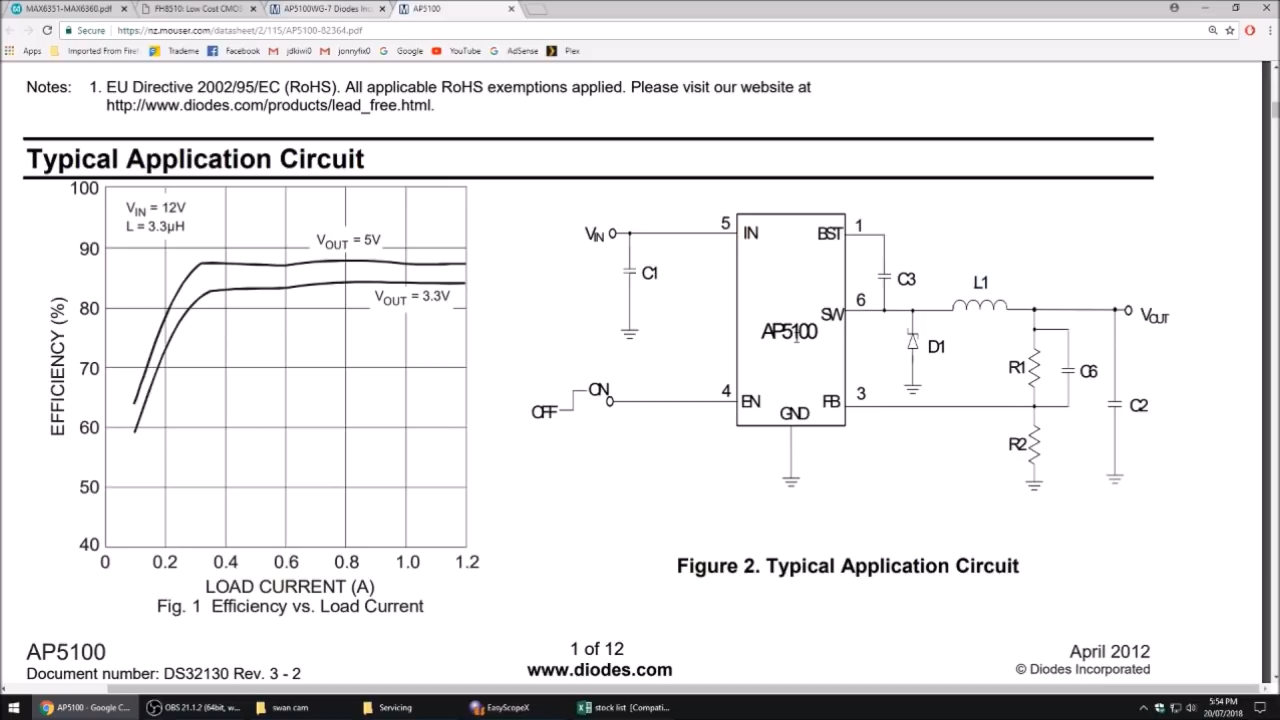 MAX6351-MAX6360.pdf
FH8510: Low Cost CMOS
AP5100WG-7 Diodes Inc
AP5100
Secure
https://nz.mouser.com/datasheet/2/115/AP5100-82364.pdf
Apps
Imported From Firef
Trademe
Facebook
jdkiwi0
jonnyfix0
Google
YouTube
AdSense
Plex
Notes: 1. EU Directive 2002/95/EC (RoHS). All applicable RoHS exemptions applied. Please visit our website at
http://www.diodes.com/products/lead_free.html.
Typical Application Circuit
100
90
80
70
60
50
40
EFFICIENCY (%)
VIN = 12V
L = 3.3µH
VOUT = 5V
VOUT = 3.3V
0 0.2 0.4 0.6 0.8 1.0 1.2
LOAD CURRENT (A)
Fig. 1 Efficiency vs. Load Current
VIN
C1
5
IN
BST
1
C3
L1
6
SW
AP5100
D1
VOUT
R1
C6
C2
OFF
ON
4
EN
GND
FB
3
R2
Figure 2. Typical Application Circuit
AP5100
Document number: DS32130 Rev. 3 - 2
1 of 12
www.diodes.com
April 2012
© Diodes Incorporated
AP5100 - Google C...
OBS 21.1.2 (64bit, w...
swan cam
Servicing
EasyScopeX
stock list [Compati...
5:54 PM
20/07/2018